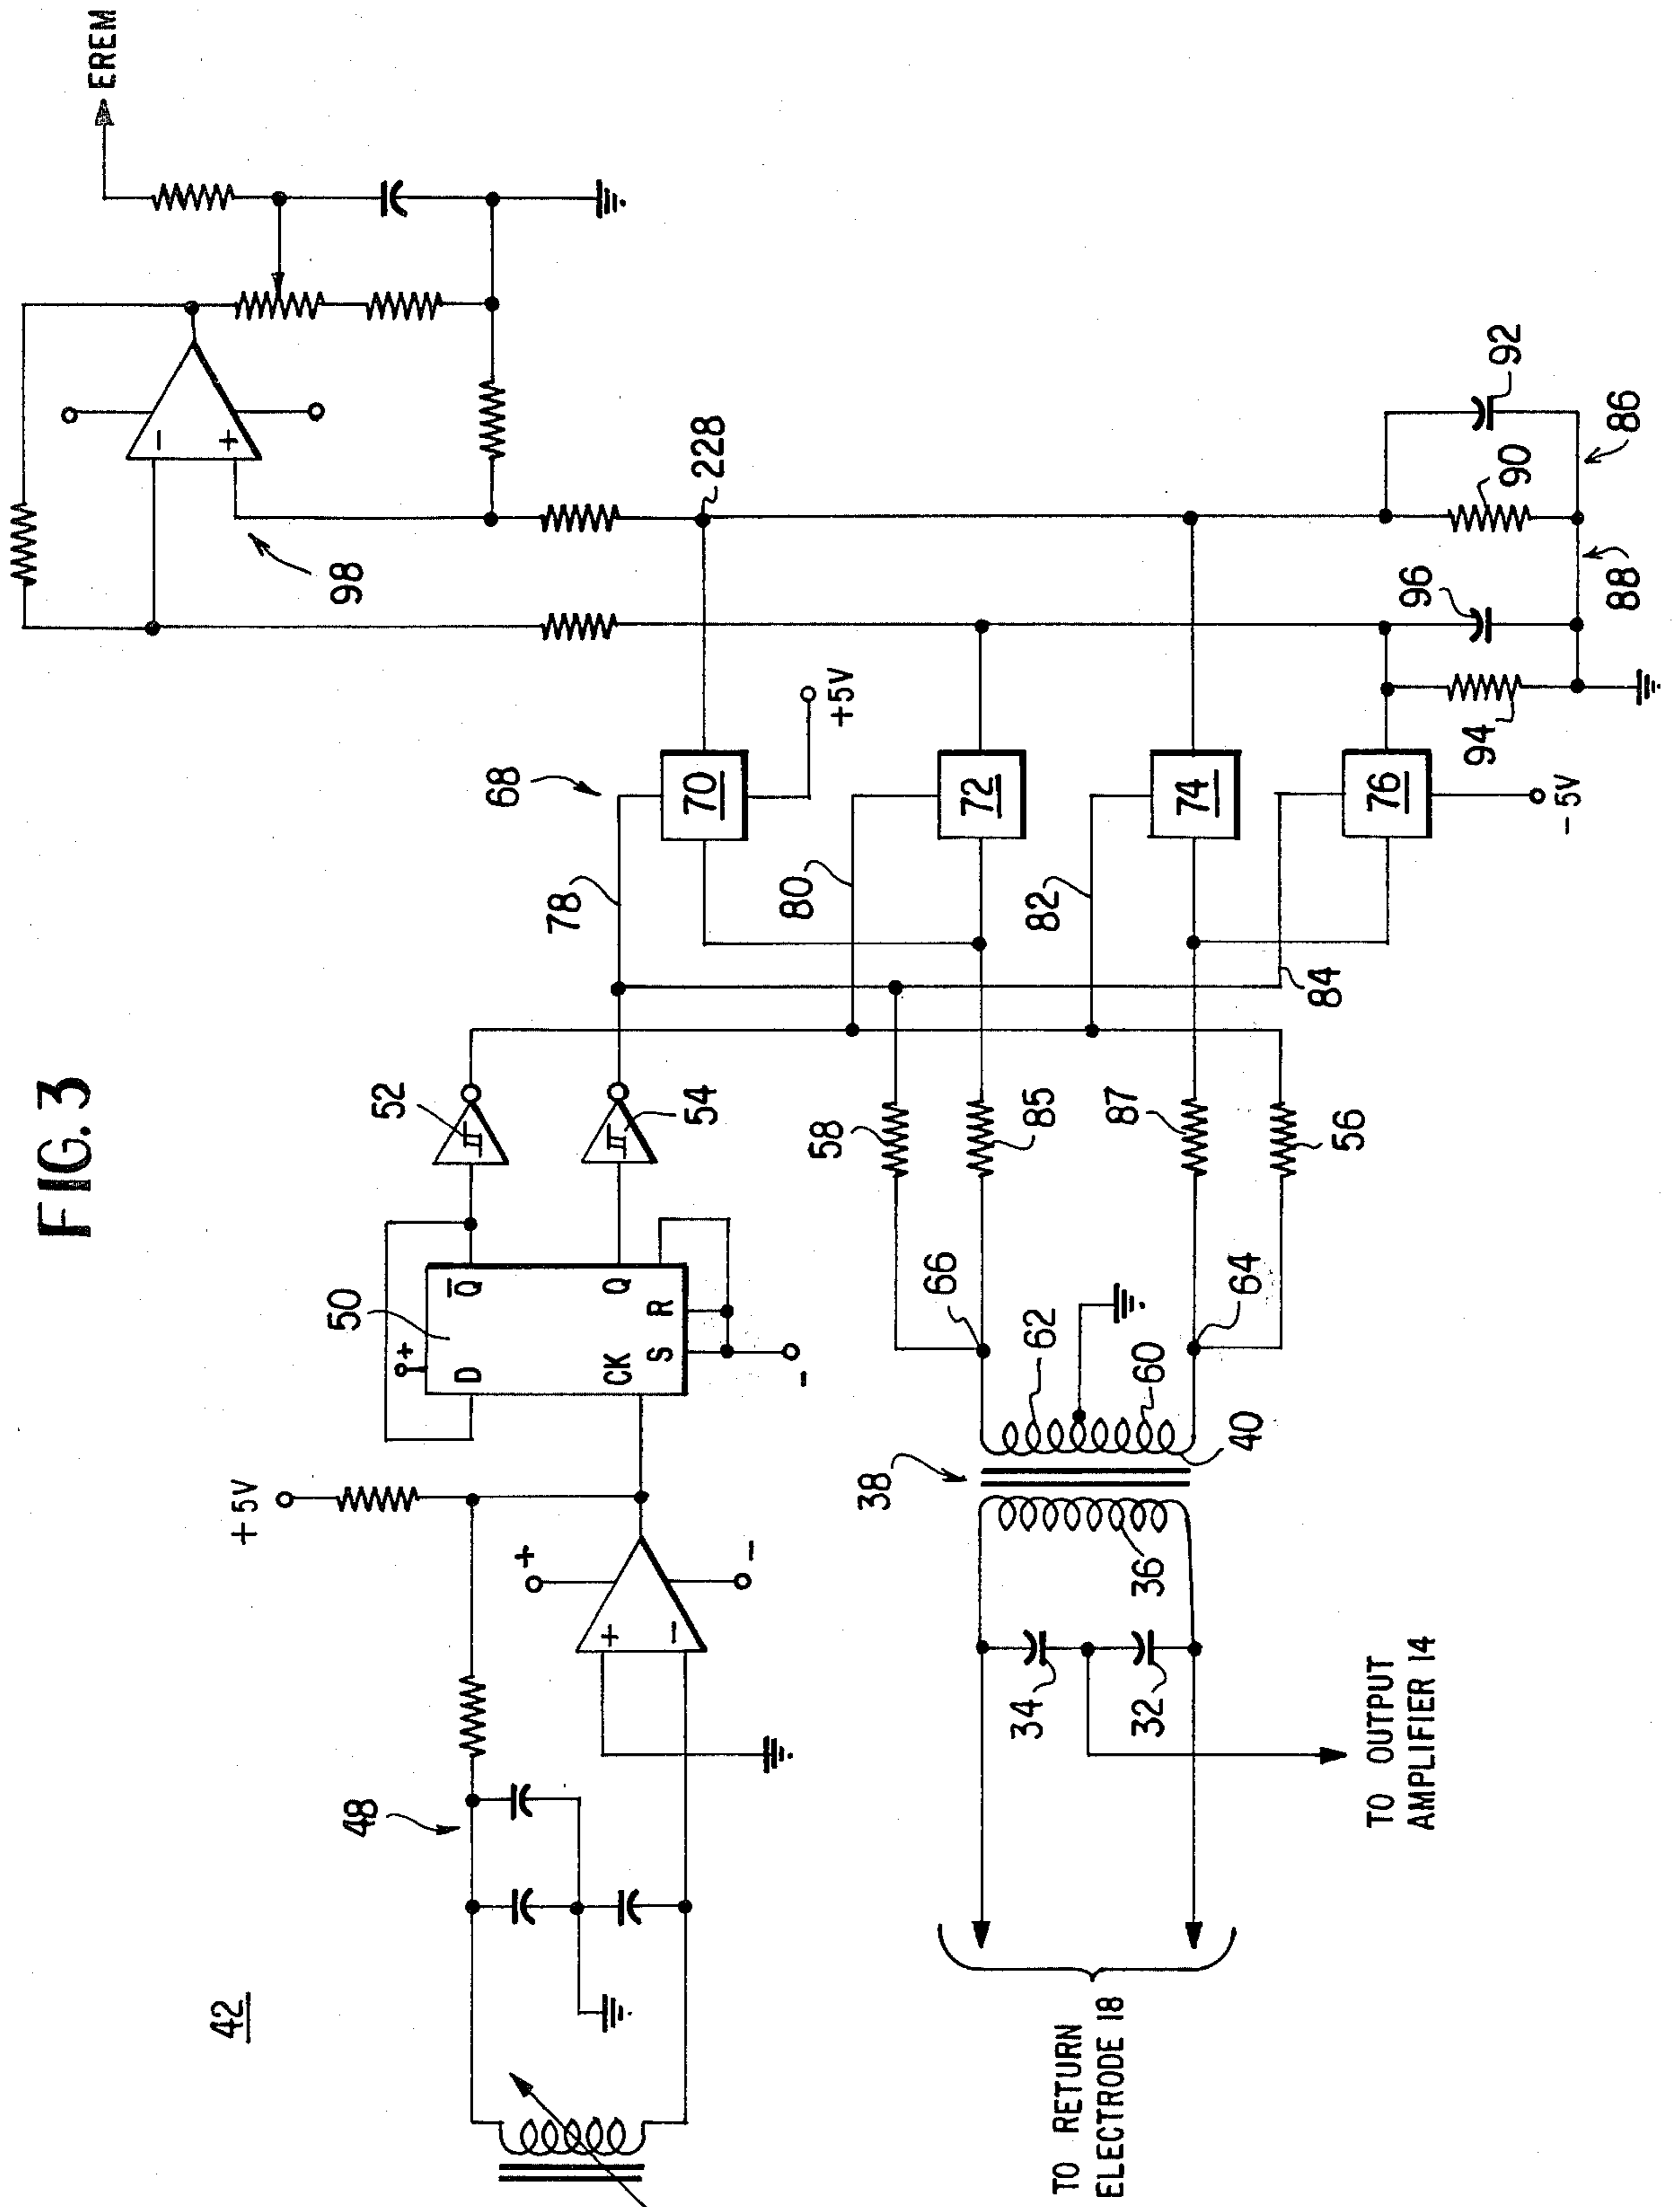 FIG. 3
42
48
+5V
+
-
+
-
50
+
D
Q̅
CK
Q
S
R
-
52
54
78
68
70
+5V
80
72
82
74
84
76
-5V
58
85
87
56
66
64
62
60
40
38
36
34
32
TO RETURN
ELECTRODE 18
TO OUTPUT
AMPLIFIER 14
98
-
+
EREM
228
96
94
90
92
88
86